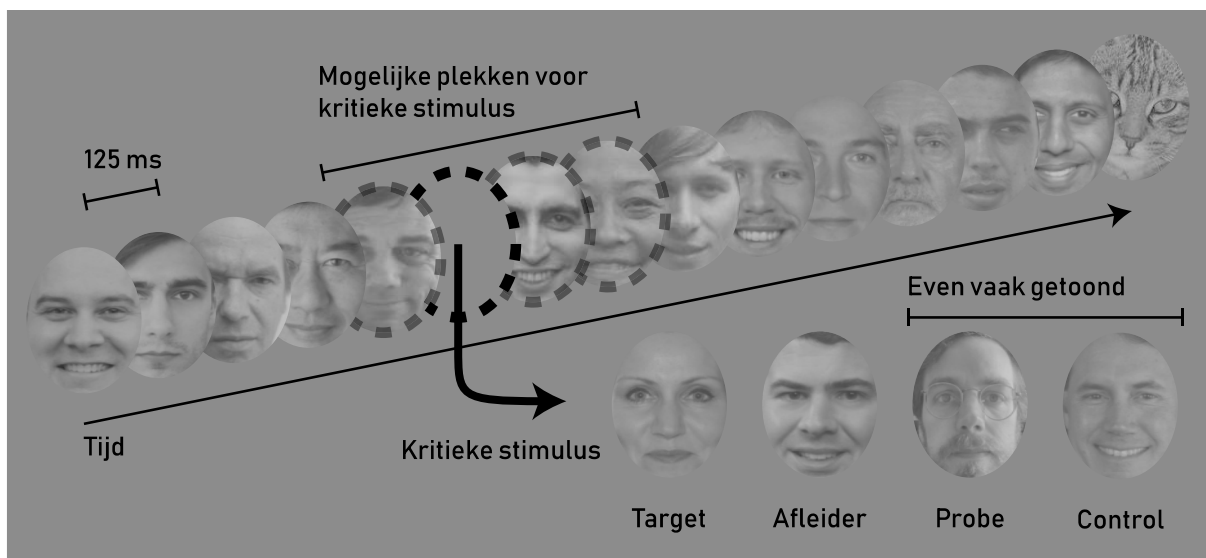 Mogelijke plekken voor
kritieke stimulus
125 ms
Even vaak getoond
Tijd
Kritieke stimulus
Target
Afleider
Probe
Control